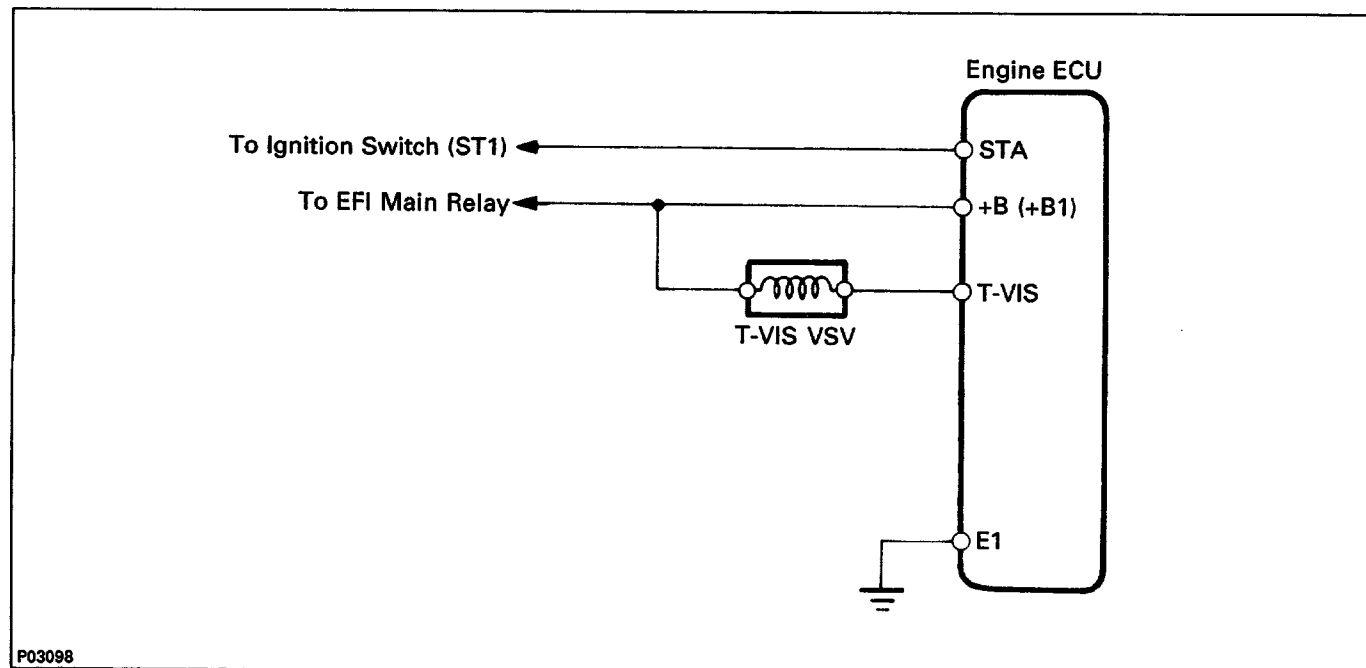 Engine ECU
To Ignition Switch (ST1)
STA
To EFI Main Relay
+B (+B1)
T-VIS
T-VIS VSV
E1
P03098